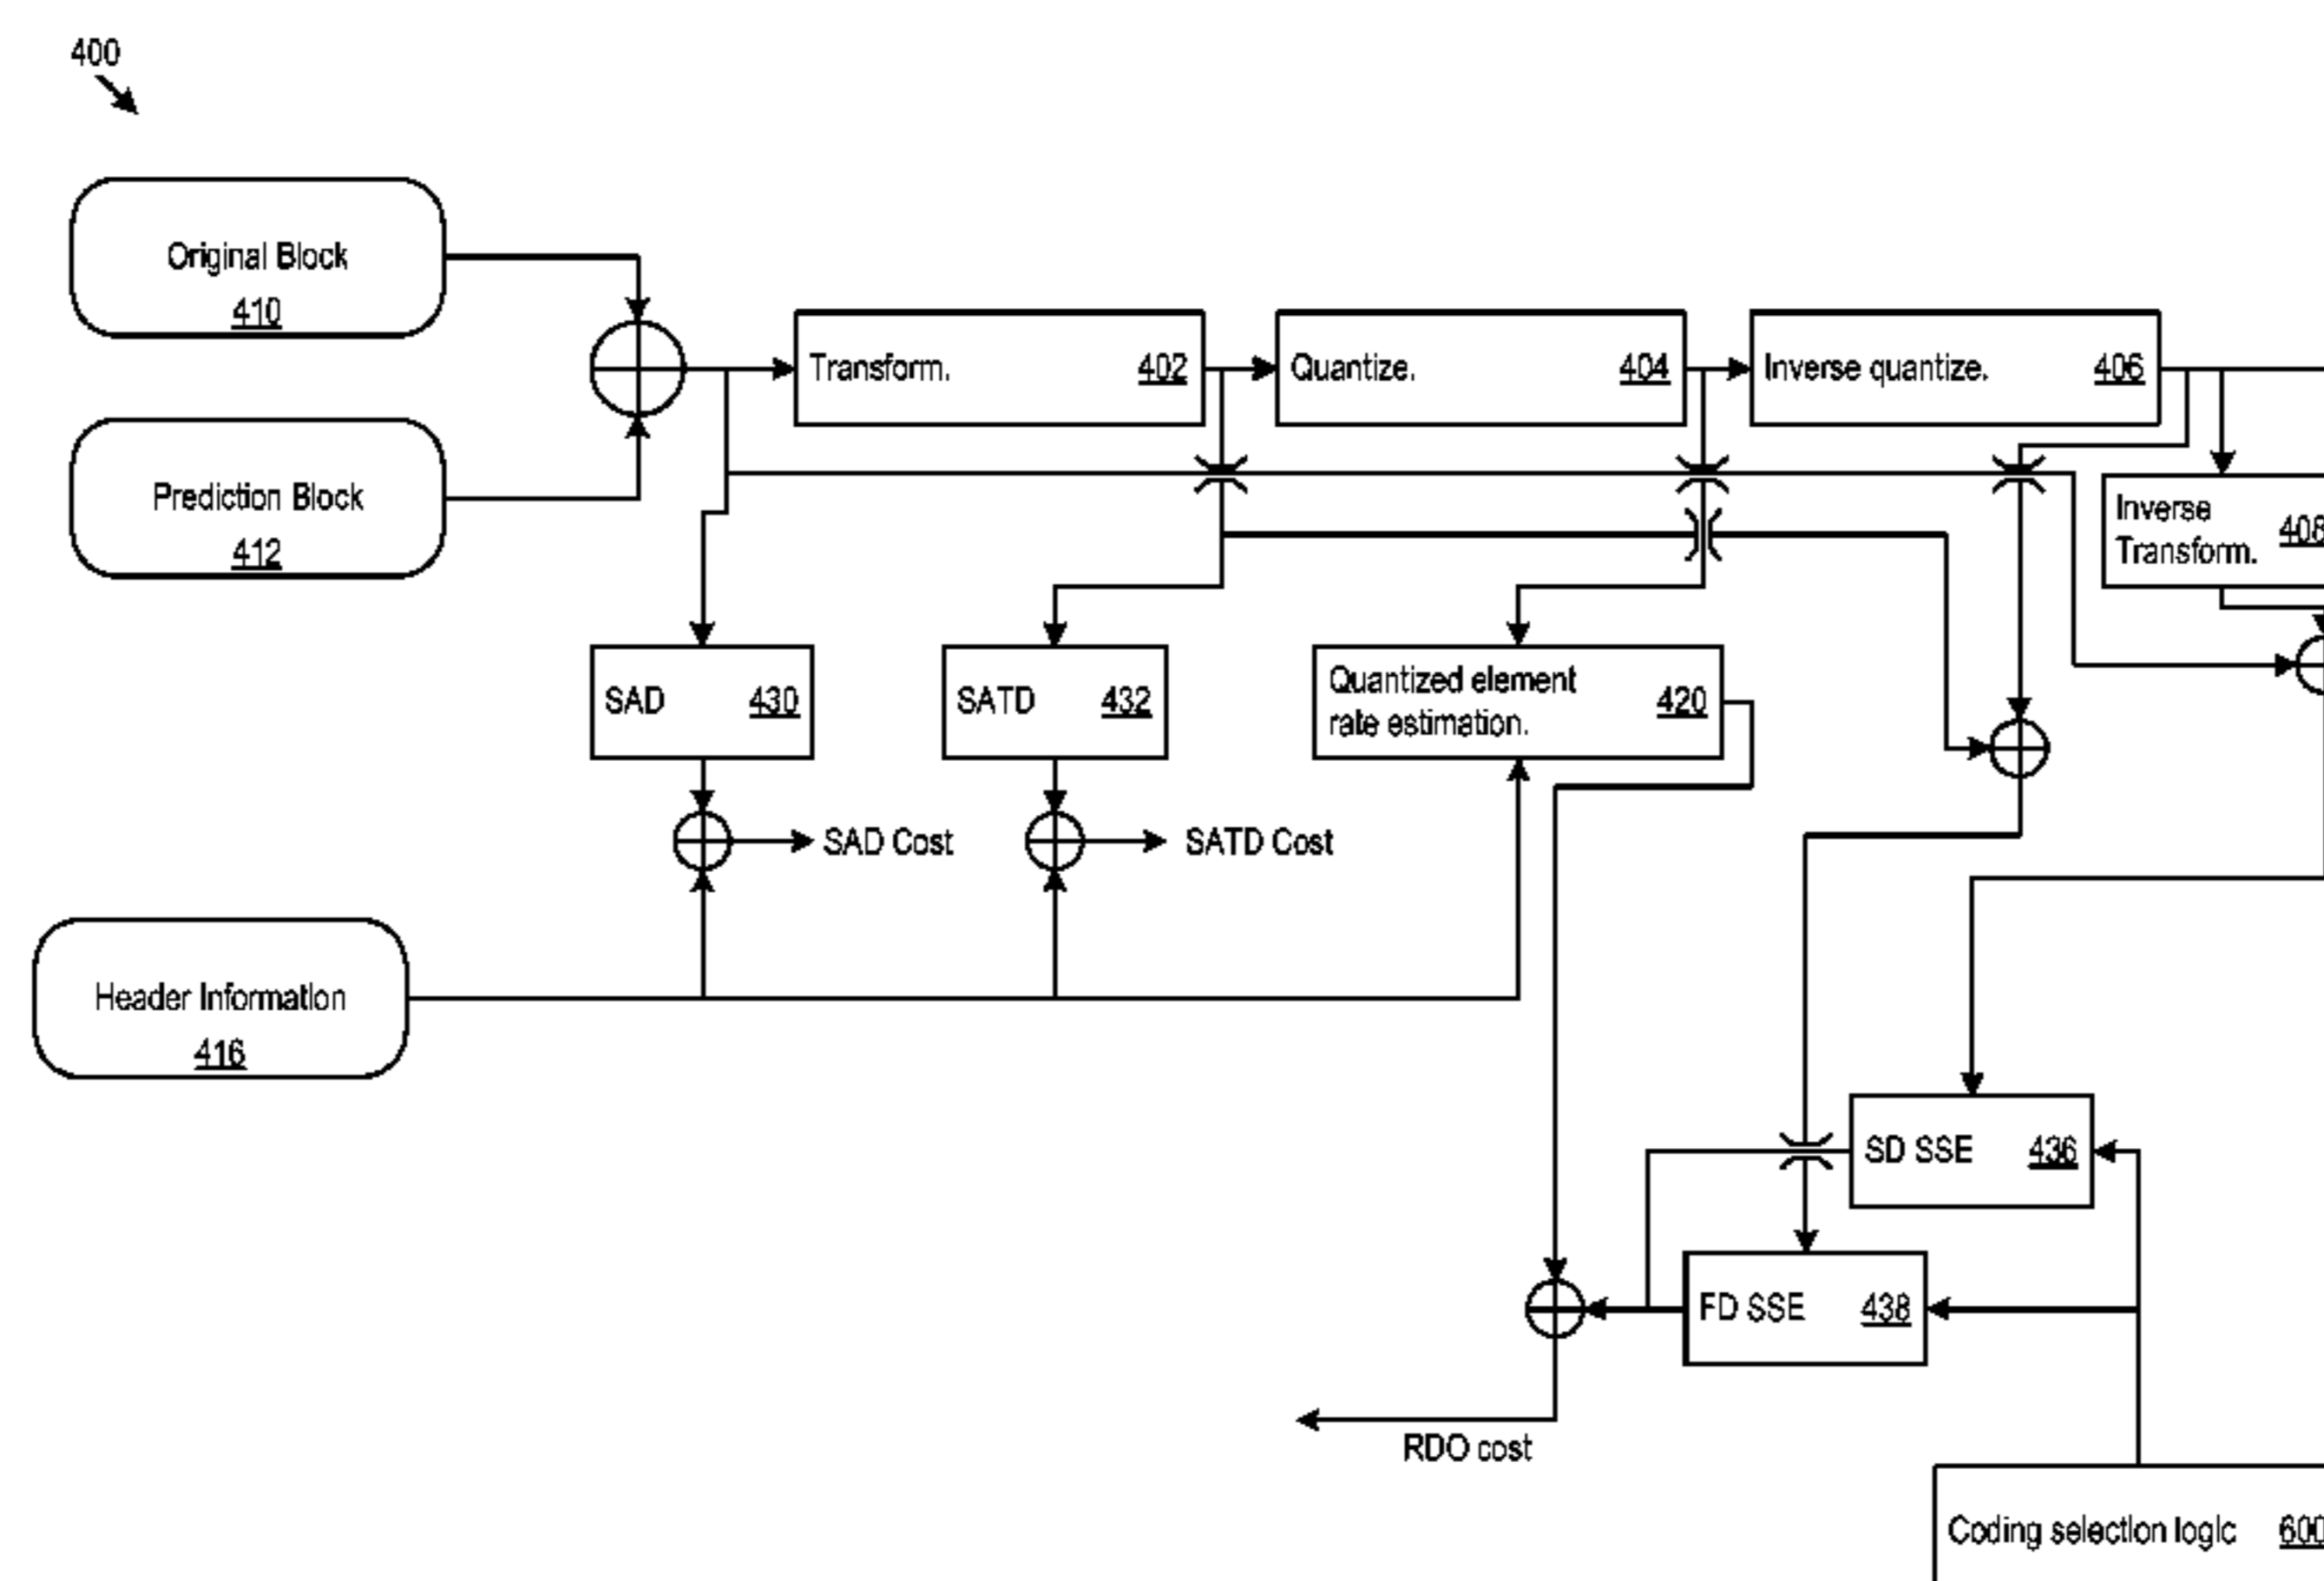 400
Original Block
410
Transform. 402
Quantize. 404
Inverse quantize. 406
Prediction Block
412
Inverse
Transform. 408
SAD 430
SATD 432
Quantized element
rate estimation. 420
SAD Cost
SATD Cost
Header Information
416
SD SSE 436
FD SSE 438
RDO cost
Coding selection logic 600